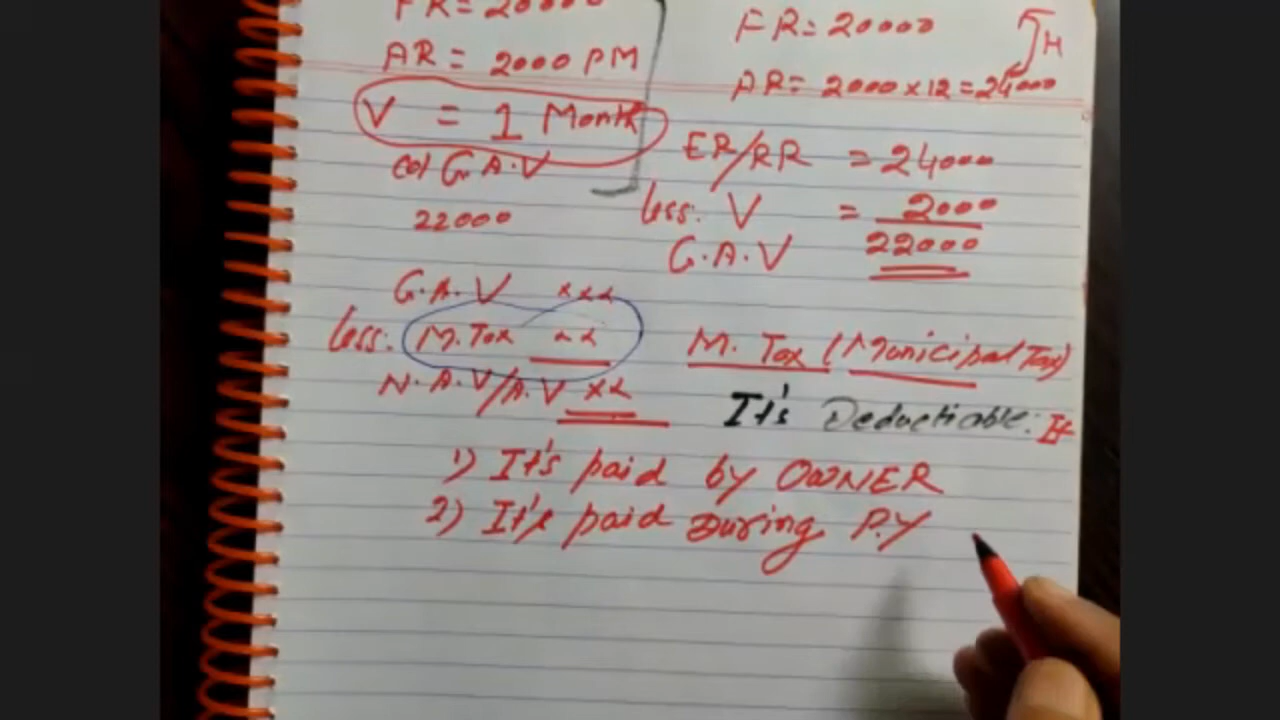 FR = 20000
AR = 2000 PM
V = 1 Month
cal G.A.V
22000
FR = 20000
H
AR = 2000 × 12 = 24000
ER/RR = 24000
less. V = 2000
G.A.V 22000
G.A.V xxx
less. M.Tax xx
N.A.V/A.V xx
M. Tax (Municipal Tax)
It's Deductiable: If
1) It's paid by OWNER
2) It's paid During P.Y